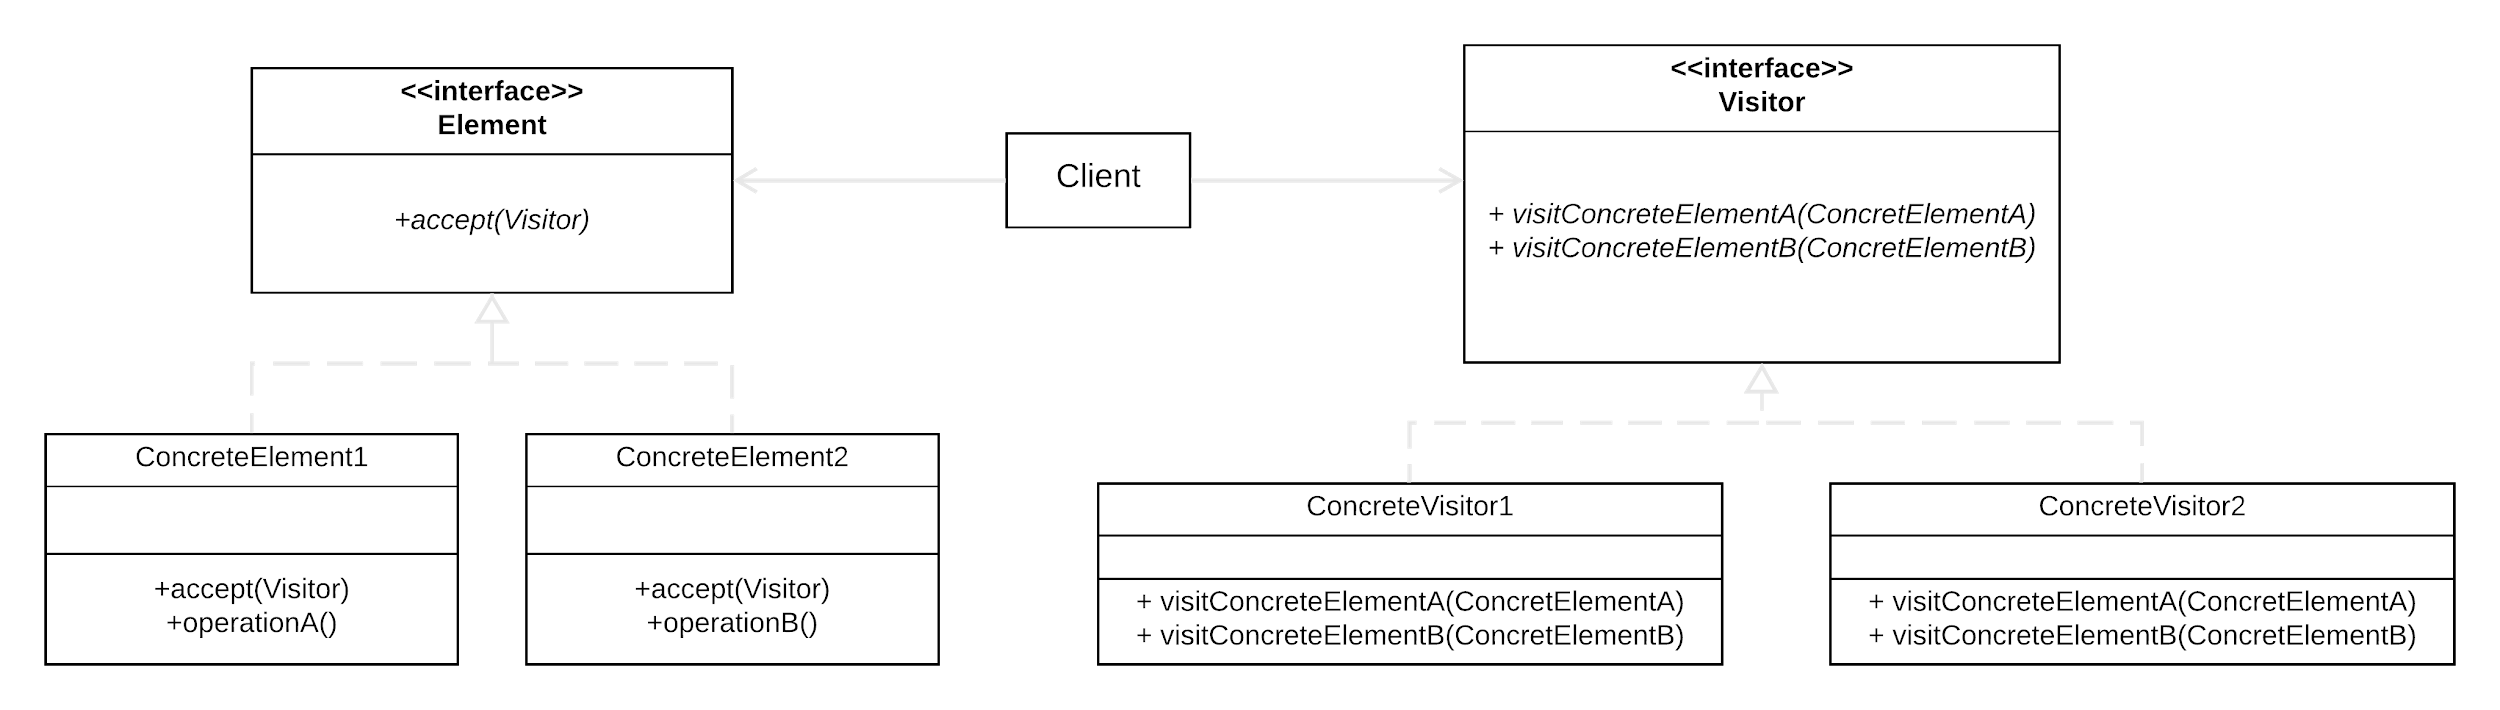 <<interface>>
Element
+accept(Visitor)
Client
<<interface>>
Visitor
+ visitConcreteElementA(ConcretElementA)
+ visitConcreteElementB(ConcretElementB)
ConcreteElement1
+accept(Visitor)
+operationA()
ConcreteElement2
+accept(Visitor)
+operationB()
ConcreteVisitor1
+ visitConcreteElementA(ConcretElementA)
+ visitConcreteElementB(ConcretElementB)
ConcreteVisitor2
+ visitConcreteElementA(ConcretElementA)
+ visitConcreteElementB(ConcretElementB)